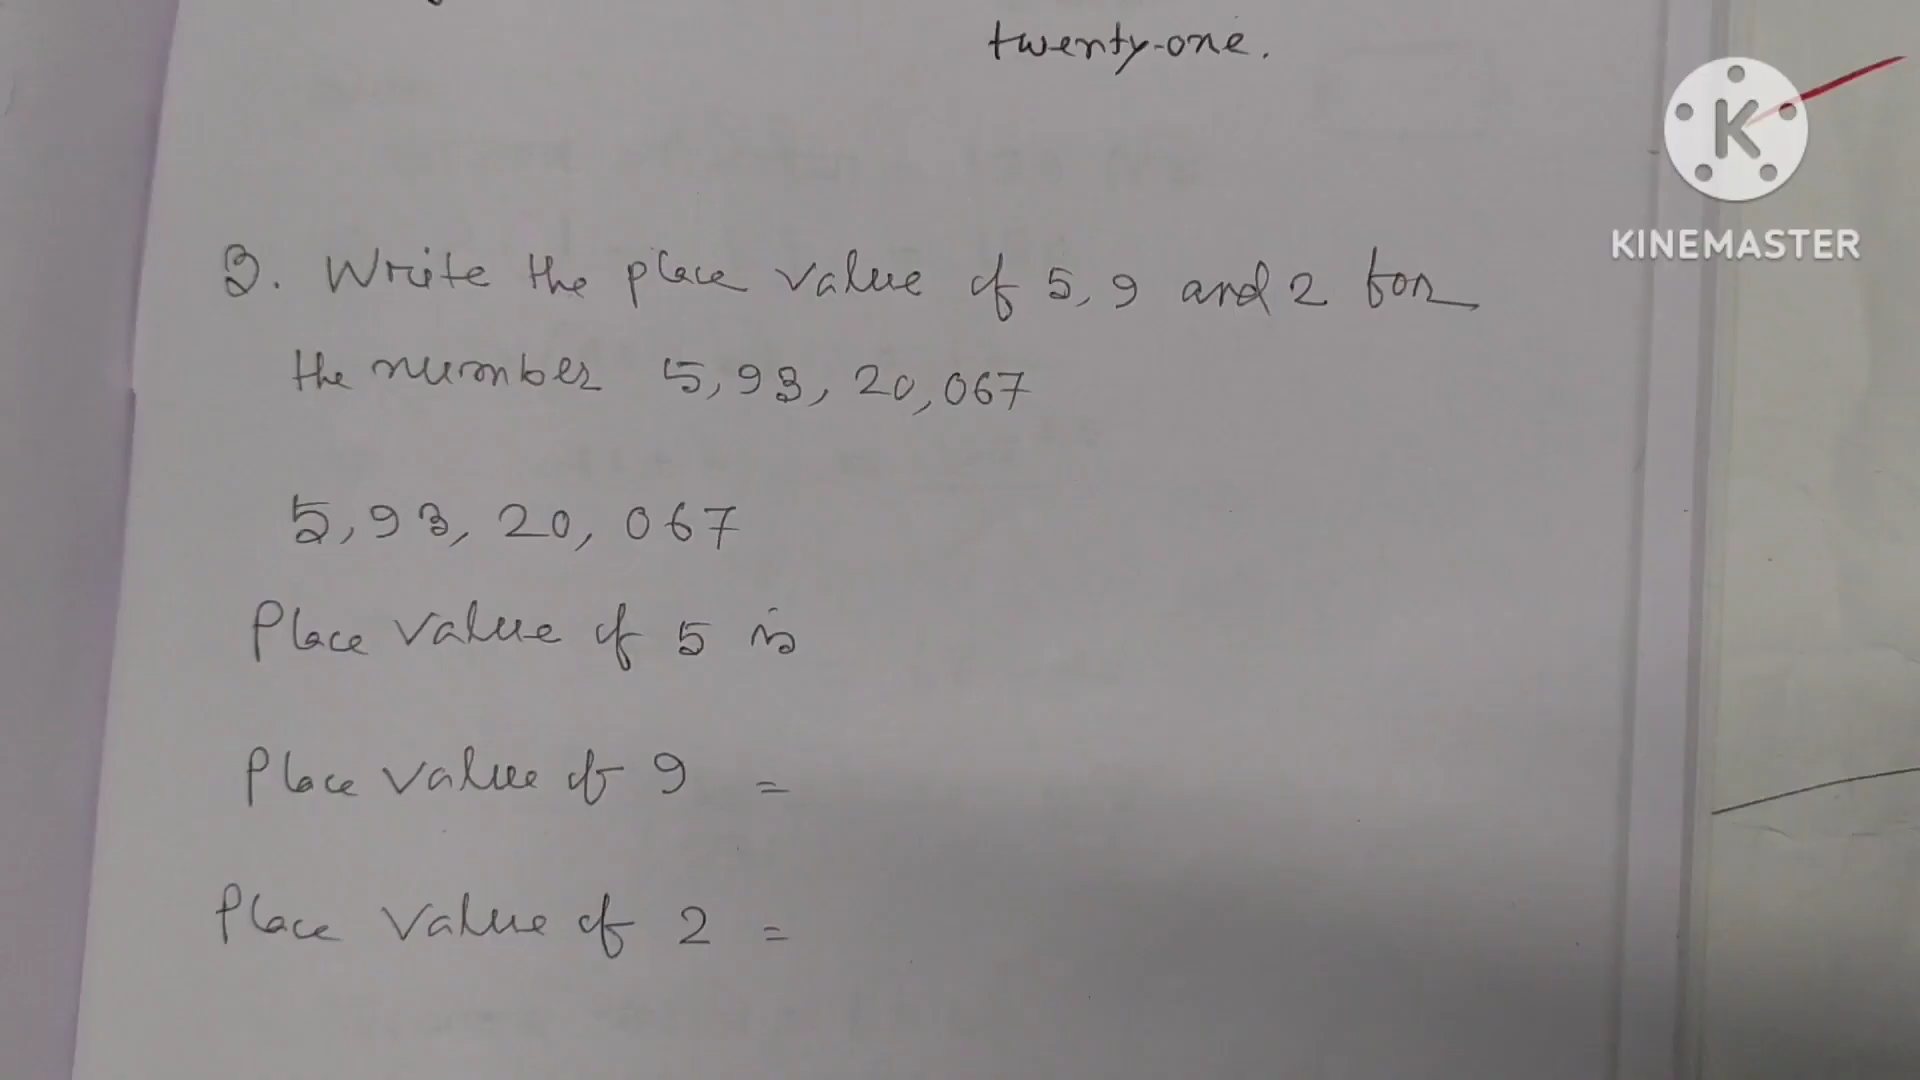 twenty-one.
K
KINEMASTER
Q. Write the place value of 5, 9 and 2 for
the number 5,93,20,067
5,93,20,067
Place value of 5 is
Place value of 9 =
Place value of 2 =